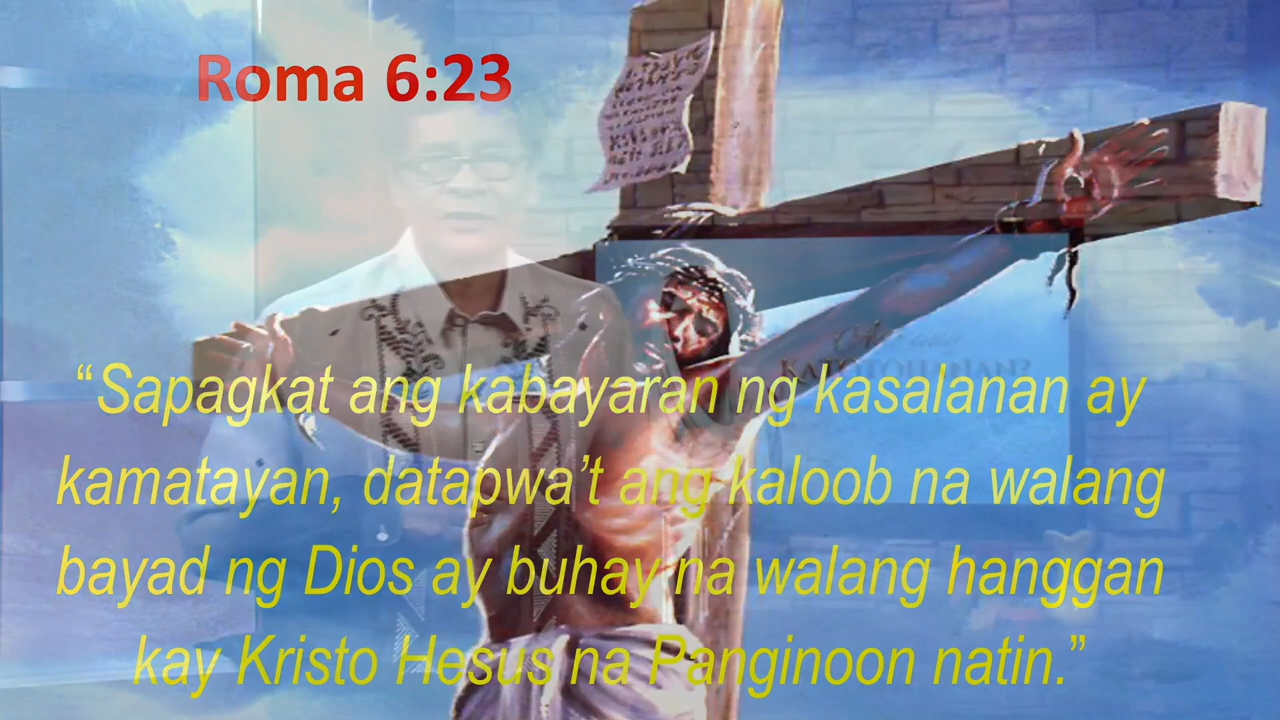 Roma 6:23
KATOTOHANAN?
“Sapagkat ang kabayaran ng kasalanan ay
kamatayan, datapwa’t ang kaloob na walang
bayad ng Dios ay buhay na walang hanggan
kay Kristo Hesus na Panginoon natin.”